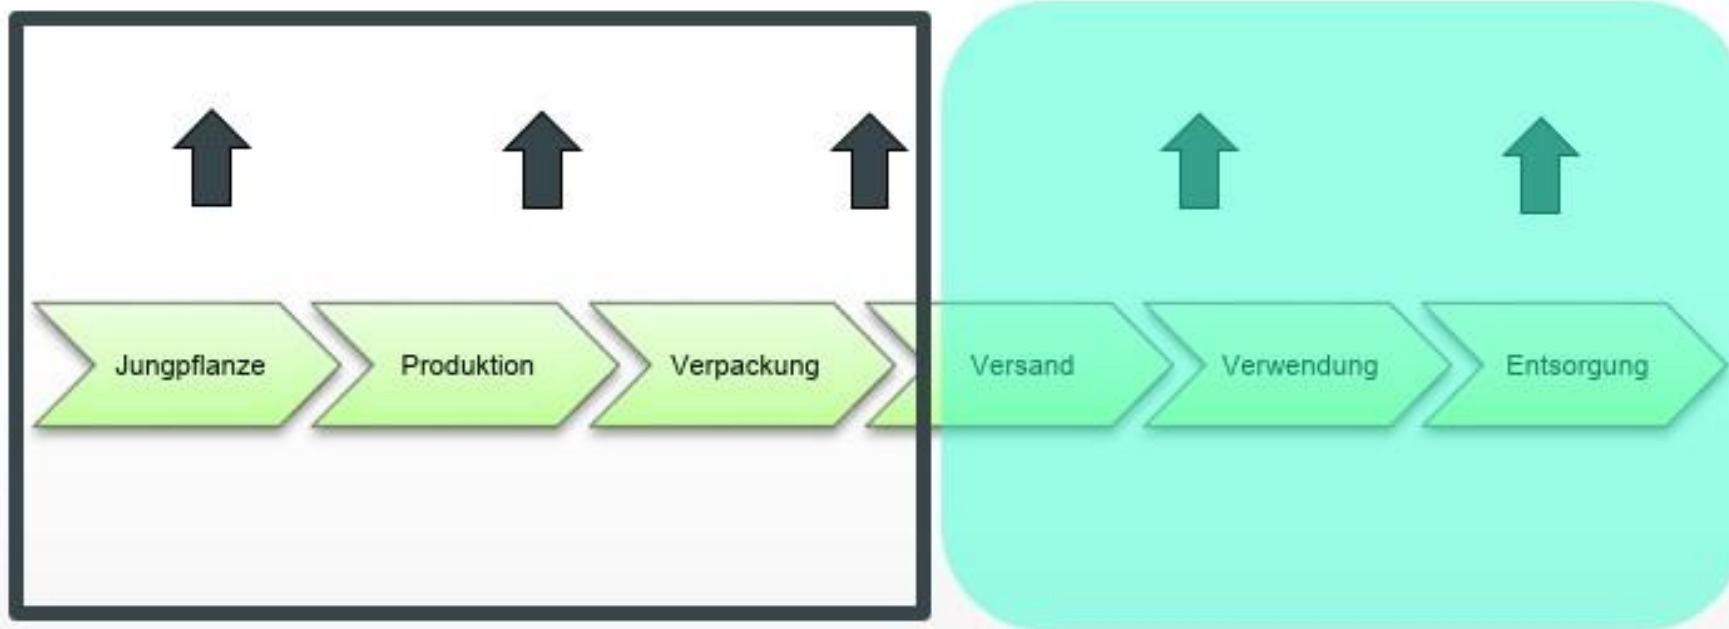 Jungpflanze
Produktion
Verpackung
Versand
Verwendung
Entsorgung